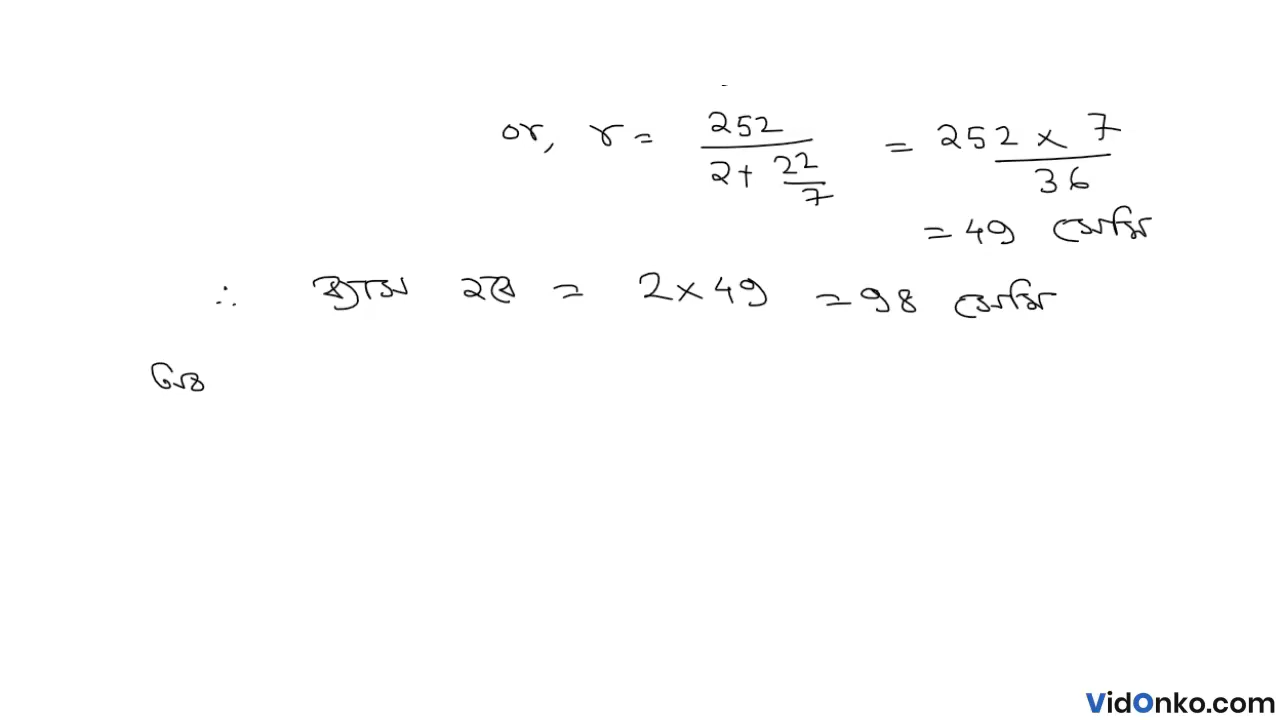 or, r = 252 / (2 + 22/7) = 252 × 7 / 36
= 49 সেমি
∴ ব্যাস হবে = 2 × 49 = 98 সেমি
VidOnko.com